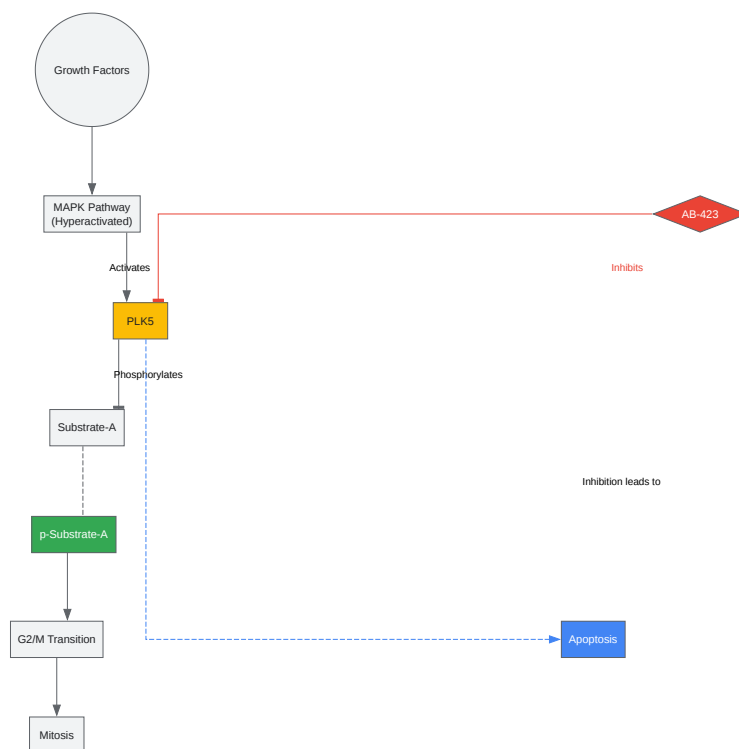 Growth Factors
MAPK Pathway
(Hyperactivated)
AB-423
Activates
Inhibits
PLK5
Phosphorylates
Substrate-A
Inhibition leads to
p-Substrate-A
G2/M Transition
Apoptosis
Mitosis